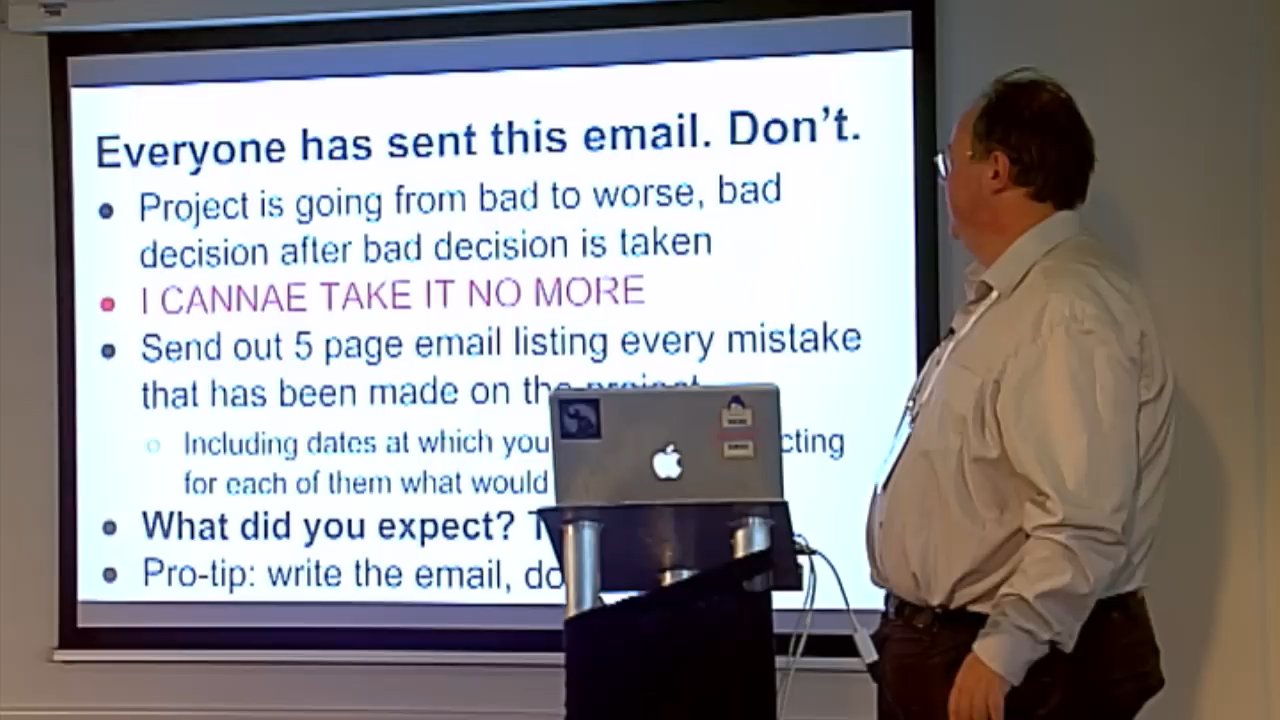 Everyone has sent this email. Don't.
Project is going from bad to worse, bad
decision after bad decision is taken
I CANNAE TAKE IT NO MORE
Send out 5 page email listing every mistake
that has been made on the project
Including dates at which you
for each of them what would
What did you expect?
Pro-tip: write the email,